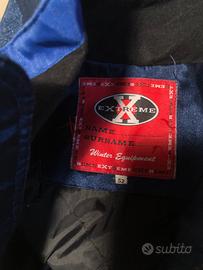 EXTREME
X
NAME
SURNAME
Winter Equipment
52
subito